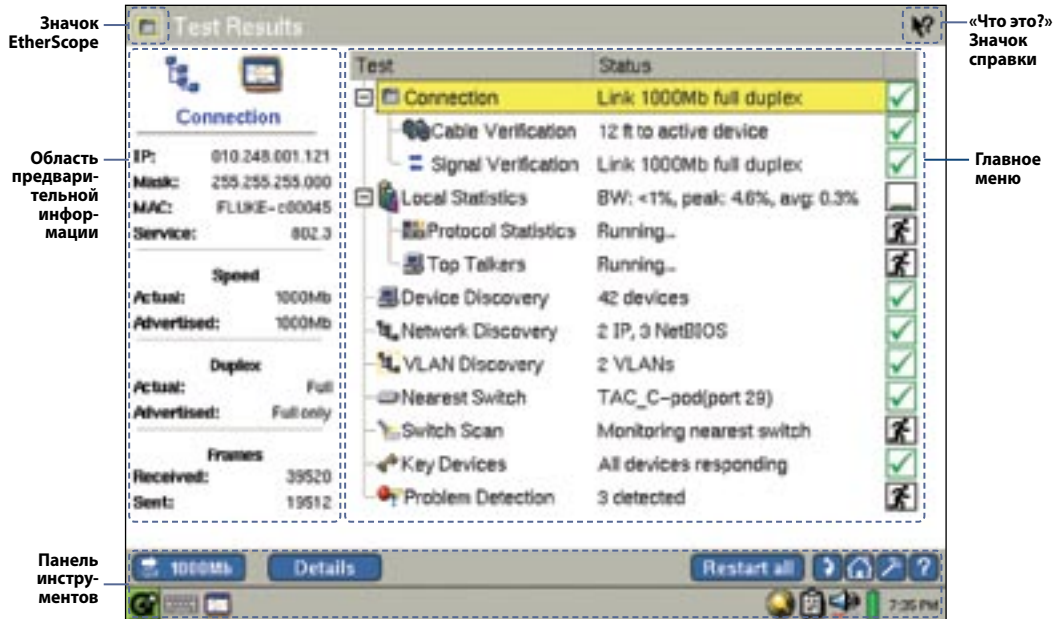 Значок
EtherScope
Test Results
«Что это?»
Значок
справки
Область
предвари-
тельной
инфор-
мации
Connection
IP: 010.248.001.121
Mask: 255.255.255.000
MAC: FLUKE-c00045
Service: 802.3
Speed
Actual: 1000Mb
Advertised: 1000Mb
Duplex
Actual: Full
Advertised: Full only
Frames
Received: 39520
Sent: 19512
Test Status
Connection Link 1000Mb full duplex
Cable Verification 12 ft to active device
Signal Verification Link 1000Mb full duplex
Local Statistics BW: <1%, peak: 4.6%, avg: 0.3%
Protocol Statistics Running...
Top Talkers Running...
Device Discovery 42 devices
Network Discovery 2 IP, 3 NetBIOS
VLAN Discovery 2 VLANs
Nearest Switch TAC_C-pod(port 29)
Switch Scan Monitoring nearest switch
Key Devices All devices responding
Problem Detection 3 detected
Главное
меню
Панель
инстру-
ментов
1000Mb Details Restart all ?
7:35 PM